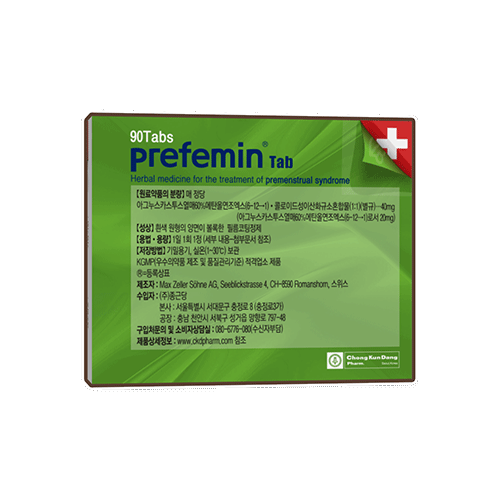 90Tabs
prefemin® Tab
Herbal medicine for the treatment of premenstrual syndrome
【원료약품의 분량】 매 정당
아그누스카스투스열매60%에탄올연조엑스(6-12→1)·콜로이드성이산화규소혼합물(1:1)(별규)…40mg
(아그누스카스투스열매60%에탄올연조엑스(6-12→1)로서 20mg)
【성상】 흰색 원형의 양면이 볼록한 필름코팅정제
【용법·용량】 1일 1회 1정 (세부 내용-첨부문서 참조)
【저장방법】 기밀용기, 실온(1~30℃) 보관
KGMP(우수의약품 제조 및 품질관리기준) 적격업소 제품
®=등록상표
제조자 : Max Zeller Söhne AG, Seeblickstrasse 4, CH-8590 Romanshorn, 스위스
수입자 : (주)종근당
본사 : 서울특별시 서대문구 충정로 8 (충정로3가)
공장 : 충남 천안시 서북구 성거읍 망향로 797-48
구입처문의 및 소비자상담실 : 080-6776-080(수신자부담)
제품상세정보 : www.ckdpharm.com 참조
Chong Kun Dang
Pharm.